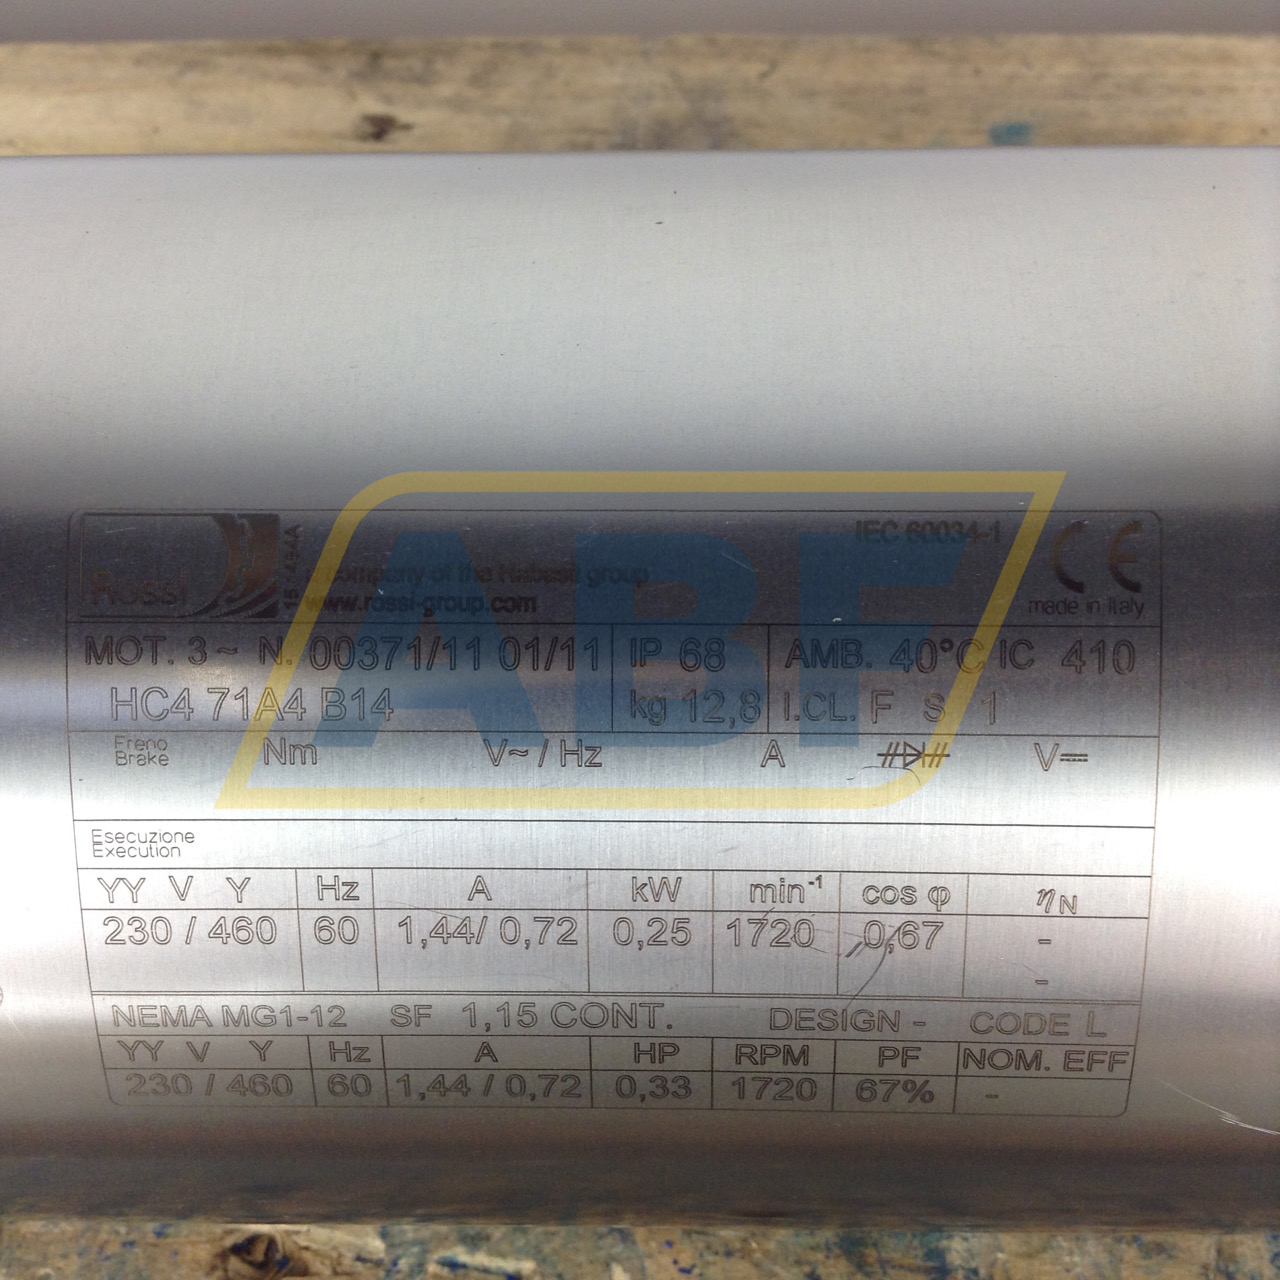 Rossi
a company of the Habasit group
www.rossi-group.com
IEC 60034-1
CE
made in Italy
ABF
MOT. 3~ N. 00371/11 01/11 IP 68 AMB. 40°C IC 410
HC4 71A4 B14 kg 12,8 I.CL. F S 1
Freno
Brake Nm V~ / Hz A V
Esecuzione
Execution
YY V Y Hz A kW min-1 cos φ ηN
230 / 460 60 1,44/ 0,72 0,25 1720 0,67 -
-
NEMA MG1-12 SF 1,15 CONT. DESIGN - CODE L
YY V Y Hz A HP RPM PF NOM. EFF
230 / 460 60 1,44 / 0,72 0,33 1720 67% -